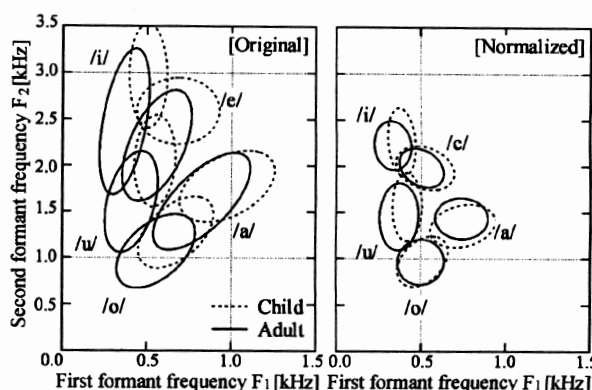 [Original]
[Normalized]
Second formant frequency F2 [kHz]
3.5
3.0
2.5
2.0
1.5
1.0
0.5
0.0
0.5
1.0
1.5
/i/
/e/
/a/
/u/
/o/
Child
Adult
First formant frequency F1 [kHz]
0.0
0.5
1.0
1.5
/i/
/c/
/a/
/u/
/o/
First formant frequency F1 [kHz]